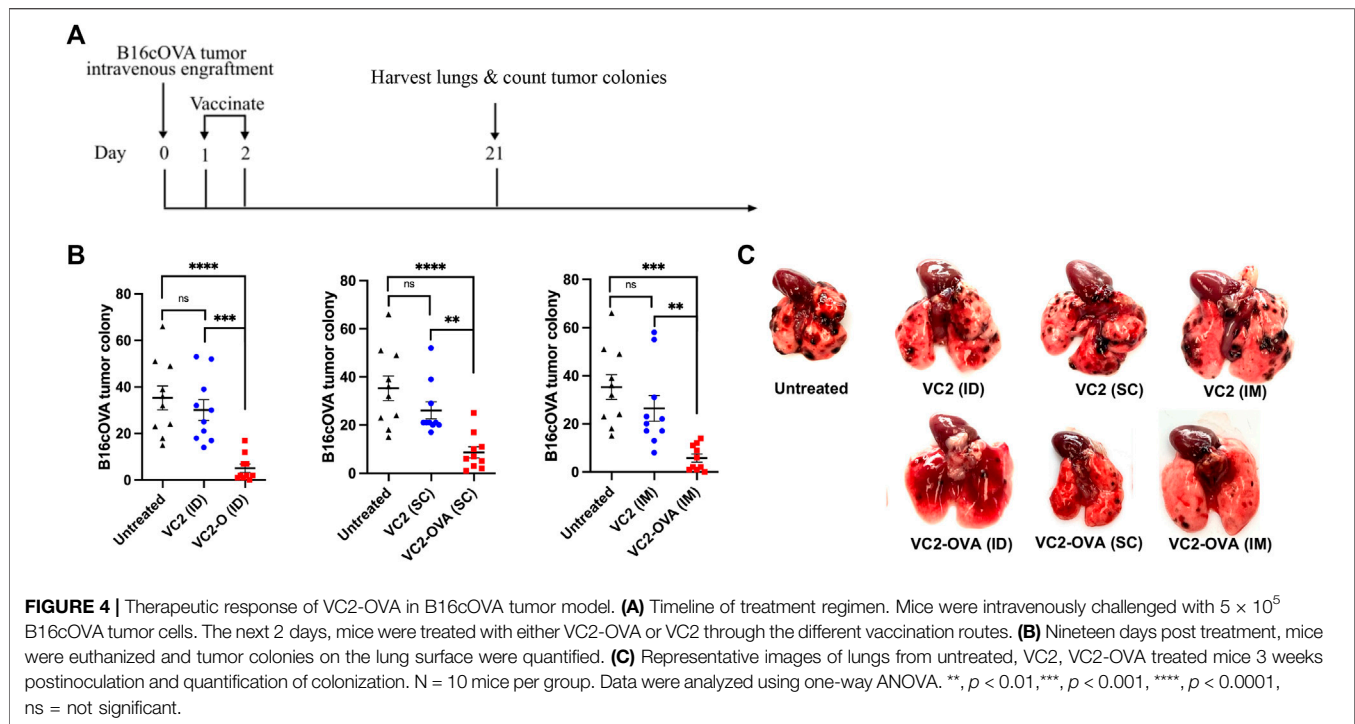 A
B16cOVA tumor
intravenous engraftment
Harvest lungs & count tumor colonies
Vaccinate
Day 0 1 2 21
B
**** 
ns
***
B16cOVA tumor colony
80
60
40
20
0
Untreated
VC2 (ID)
VC2-O (ID)
****
ns
**
B16cOVA tumor colony
80
60
40
20
0
Untreated
VC2 (SC)
VC2-OVA (SC)
***
ns
**
B16cOVA tumor colony
80
60
40
20
0
Untreated
VC2 (IM)
VC2-OVA (IM)
C
Untreated
VC2 (ID)
VC2 (SC)
VC2 (IM)
VC2-OVA (ID)
VC2-OVA (SC)
VC2-OVA (IM)
FIGURE 4 | Therapeutic response of VC2-OVA in B16cOVA tumor model. (A) Timeline of treatment regimen. Mice were intravenously challenged with 5 × 10⁵
B16cOVA tumor cells. The next 2 days, mice were treated with either VC2-OVA or VC2 through the different vaccination routes. (B) Nineteen days post treatment, mice
were euthanized and tumor colonies on the lung surface were quantified. (C) Representative images of lungs from untreated, VC2, VC2-OVA treated mice 3 weeks
postinoculation and quantification of colonization. N = 10 mice per group. Data were analyzed using one-way ANOVA. **, p < 0.01,***, p < 0.001, ****, p < 0.0001,
ns = not significant.